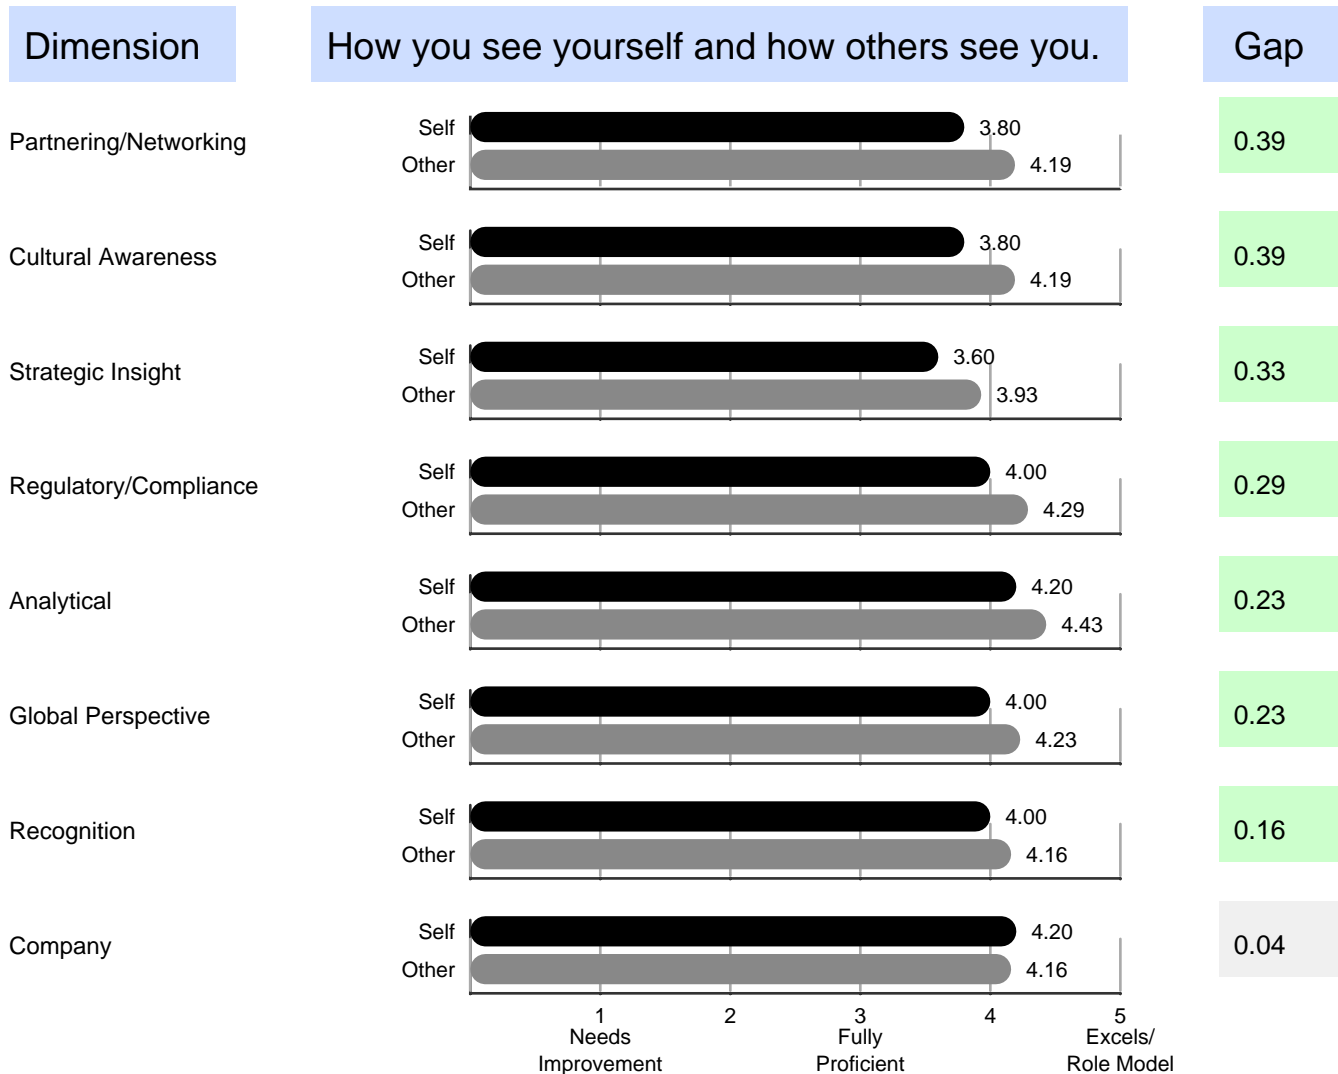 Dimension How you see yourself and how others see you. Gap
Partnering/Networking
Self 3.80
Other 4.19
0.39
Cultural Awareness
Self 3.80
Other 4.19
0.39
Strategic Insight
Self 3.60
Other 3.93
0.33
Regulatory/Compliance
Self 4.00
Other 4.29
0.29
Analytical
Self 4.20
Other 4.43
0.23
Global Perspective
Self 4.00
Other 4.23
0.23
Recognition
Self 4.00
Other 4.16
0.16
Company
Self 4.20
Other 4.16
0.04
1 2 3 4 5
Needs Fully Excels/
Improvement Proficient Role Model